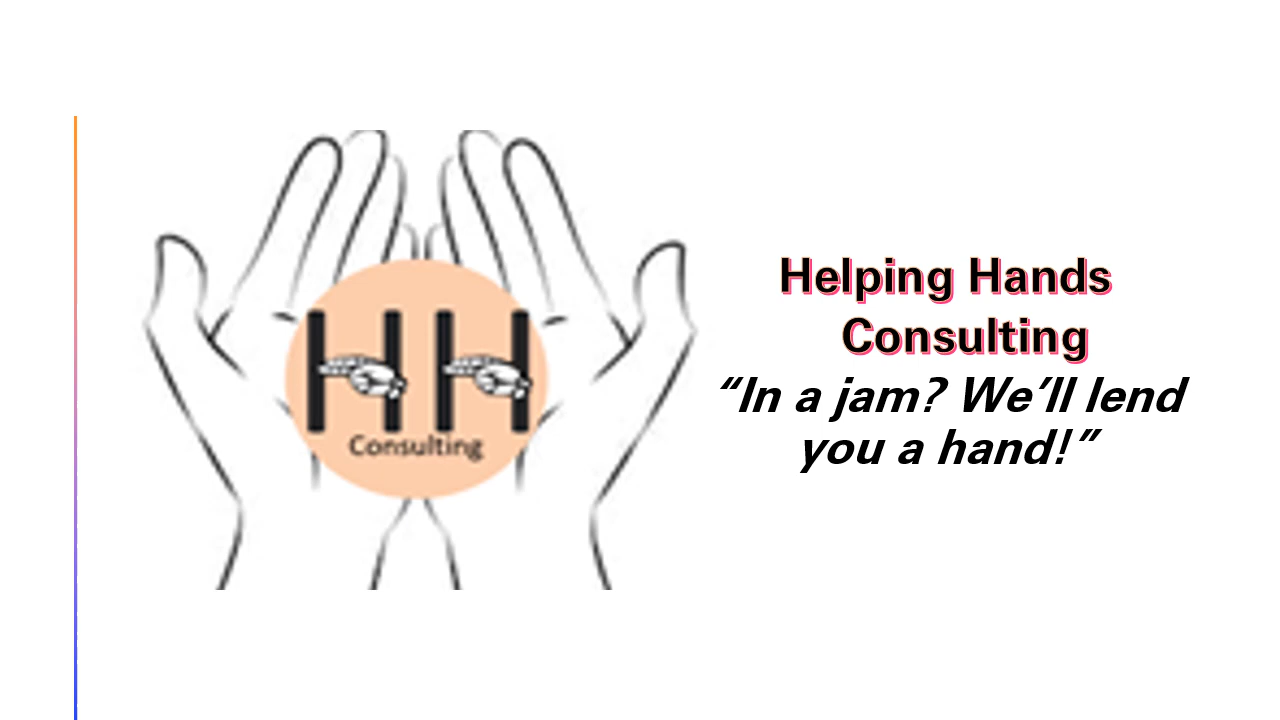 HH
Consulting
Helping Hands
Consulting
“In a jam? We’ll lend
you a hand!”